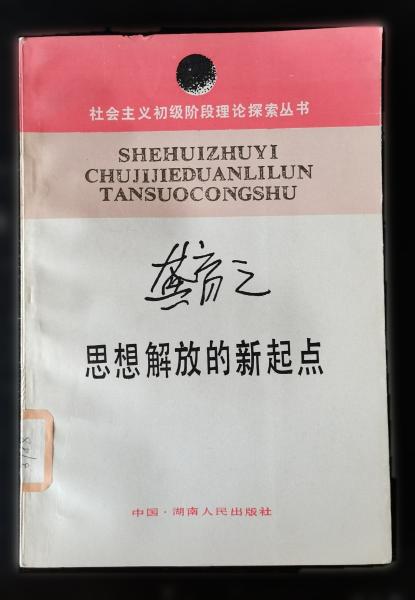 社会主义初级阶段理论探索丛书
SHEHUIZHUYI
CHUJIJIEDUANLILUN
TANSUOCONGSHU
龚育之
思想解放的新起点
中国·湖南人民出版社